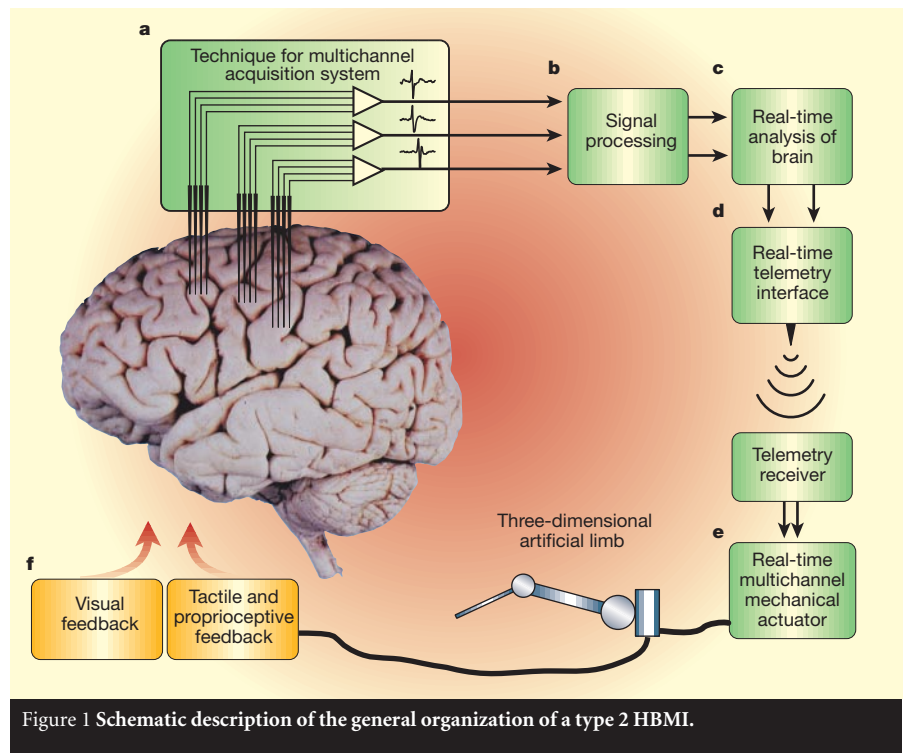 a
Technique for multichannel
acquisition system
b
Signal
processing
c
Real-time
analysis of
brain
d
Real-time
telemetry
interface
Telemetry
receiver
e
Real-time
multichannel
mechanical
actuator
Three-dimensional
artificial limb
f
Visual
feedback
Tactile and
proprioceptive
feedback
Figure 1 Schematic description of the general organization of a type 2 HBMI.